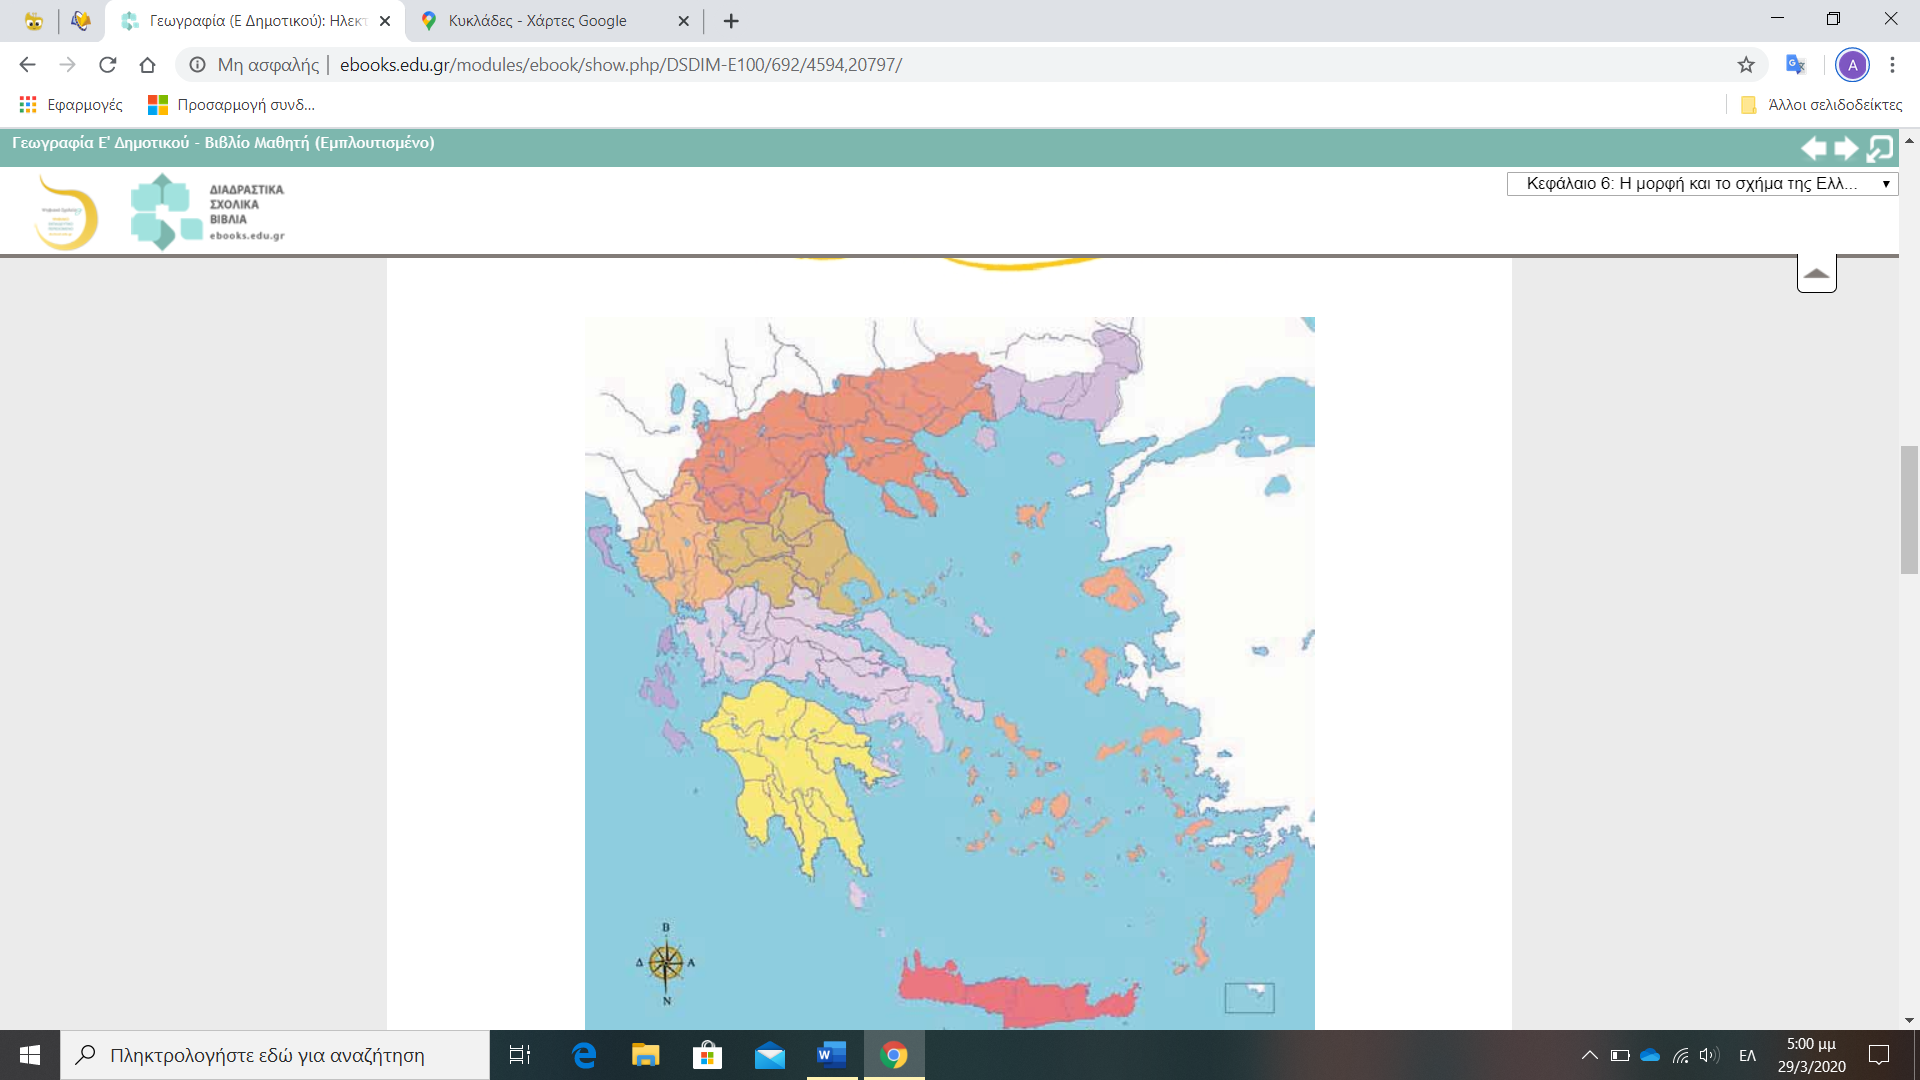 Γεωγραφία (Ε Δημοτικού): Ηλεκτ
Κυκλάδες - Χάρτες Google
Μη ασφαλής
ebooks.edu.gr/modules/ebook/show.php/DSDIM-E100/692/4594,20797/
A
Εφαρμογές
Προσαρμογή συνδ...
Άλλοι σελιδοδείκτες
Γεωγραφία Ε' Δημοτικού - Βιβλίο Μαθητή (Εμπλουτισμένο)
ΔΙΑΔΡΑΣΤΙΚΑ
ΣΧΟΛΙΚΑ
ΒΙΒΛΙΑ
ebooks.edu.gr
Κεφάλαιο 6: Η μορφή και το σχήμα της Ελλ...
Β
Δ
Α
Ν
Πληκτρολογήστε εδώ για αναζήτηση
ΕΛ
5:00 μμ
29/3/2020